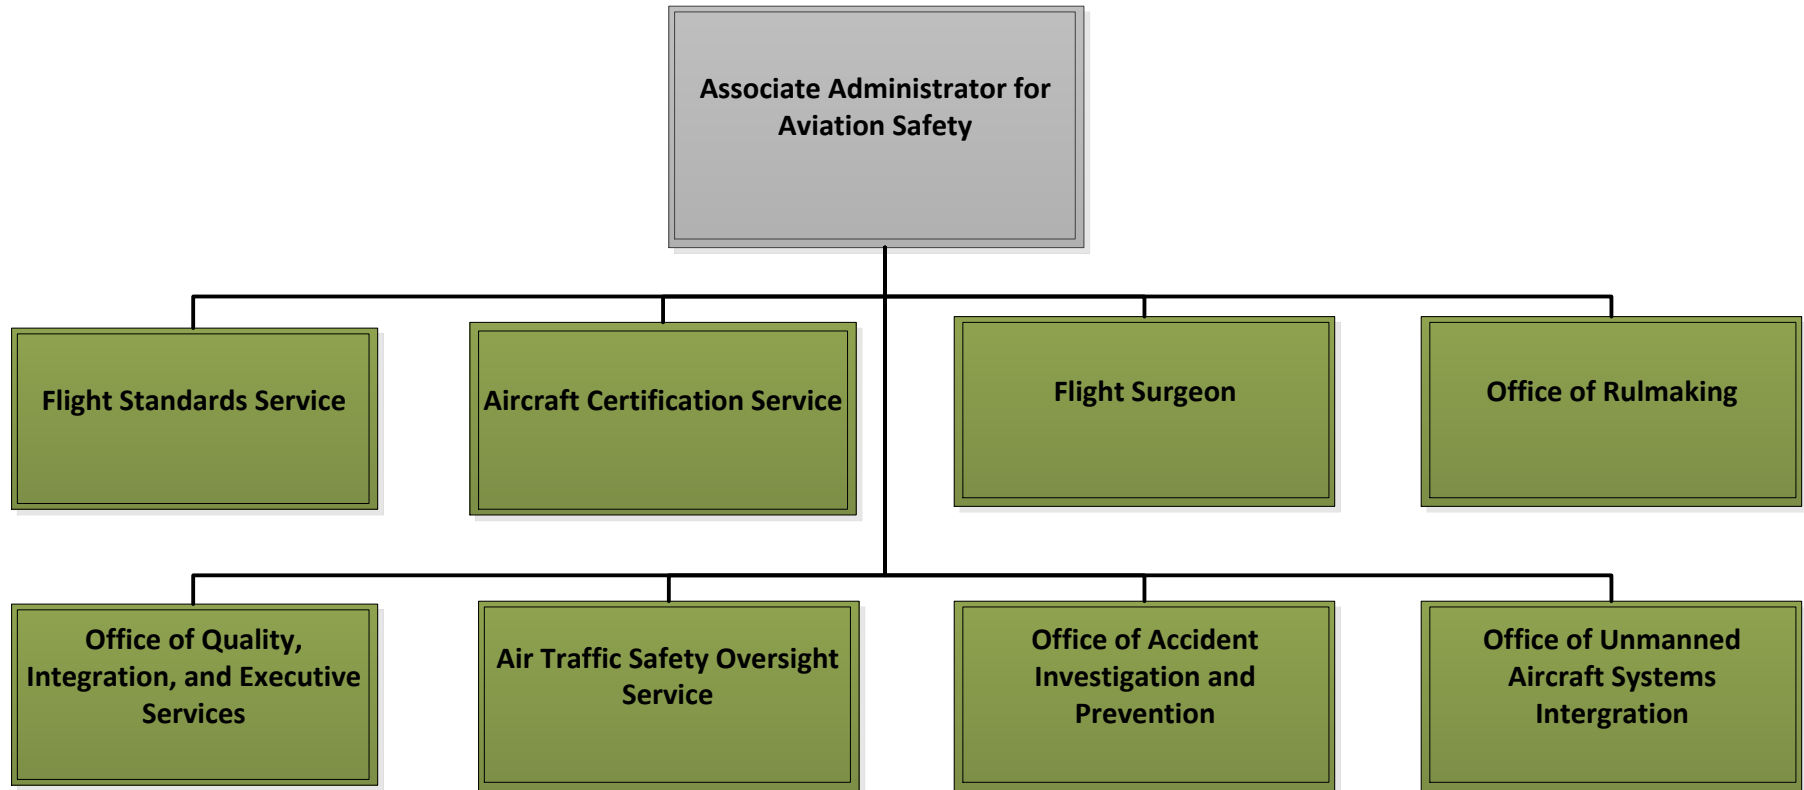 Associate Administrator for
Aviation Safety
Flight Standards Service
Aircraft Certification Service
Flight Surgeon
Office of Rulmaking
Office of Quality,
Integration, and Executive
Services
Air Traffic Safety Oversight
Service
Office of Accident
Investigation and
Prevention
Office of Unmanned
Aircraft Systems
Intergration